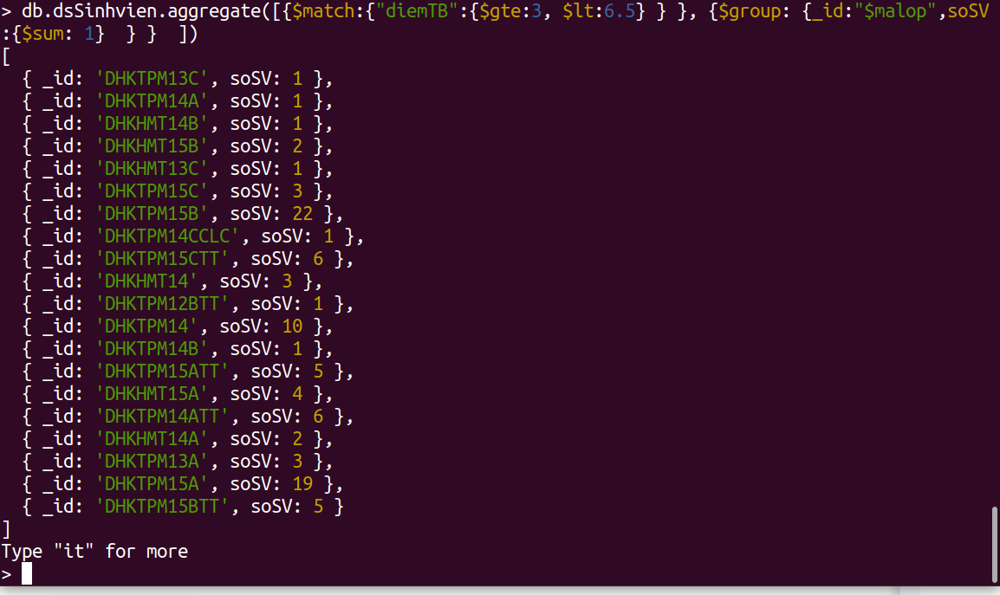 > db.dsSinhvien.aggregate([{$match:{"diemTB":{$gte:3, $lt:6.5} } }, {$group: {_id:"$malop",soSV
:{$sum: 1}  } }  ])
[
  { _id: 'DHKTPM13C', soSV: 1 },
  { _id: 'DHKTPM14A', soSV: 1 },
  { _id: 'DHKHMT14B', soSV: 1 },
  { _id: 'DHKHMT15B', soSV: 2 },
  { _id: 'DHKHMT13C', soSV: 1 },
  { _id: 'DHKTPM15C', soSV: 3 },
  { _id: 'DHKTPM15B', soSV: 22 },
  { _id: 'DHKTPM14CCLC', soSV: 1 },
  { _id: 'DHKTPM15CTT', soSV: 6 },
  { _id: 'DHKHMT14', soSV: 3 },
  { _id: 'DHKTPM12BTT', soSV: 1 },
  { _id: 'DHKTPM14', soSV: 10 },
  { _id: 'DHKTPM14B', soSV: 1 },
  { _id: 'DHKTPM15ATT', soSV: 5 },
  { _id: 'DHKHMT15A', soSV: 4 },
  { _id: 'DHKTPM14ATT', soSV: 6 },
  { _id: 'DHKHMT14A', soSV: 2 },
  { _id: 'DHKTPM13A', soSV: 3 },
  { _id: 'DHKTPM15A', soSV: 19 },
  { _id: 'DHKTPM15BTT', soSV: 5 }
]
Type "it" for more
>